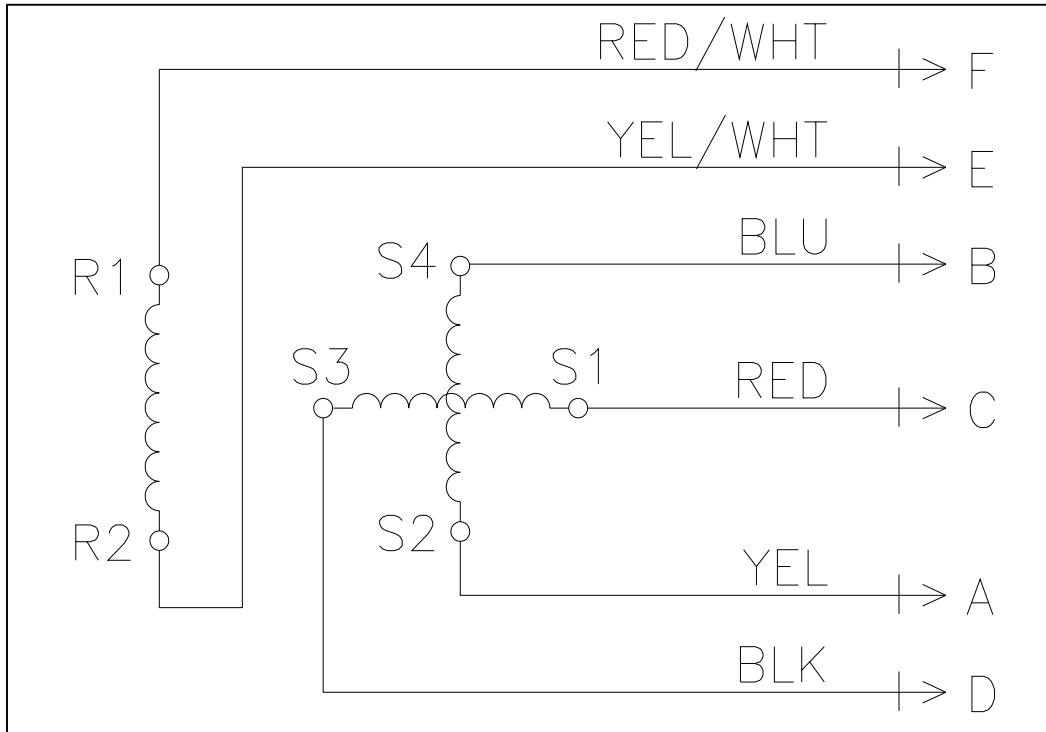 RED/WHT F
YEL/WHT E
BLU B
R1 S4
S3 S1 RED C
R2 S2
YEL A
BLK D